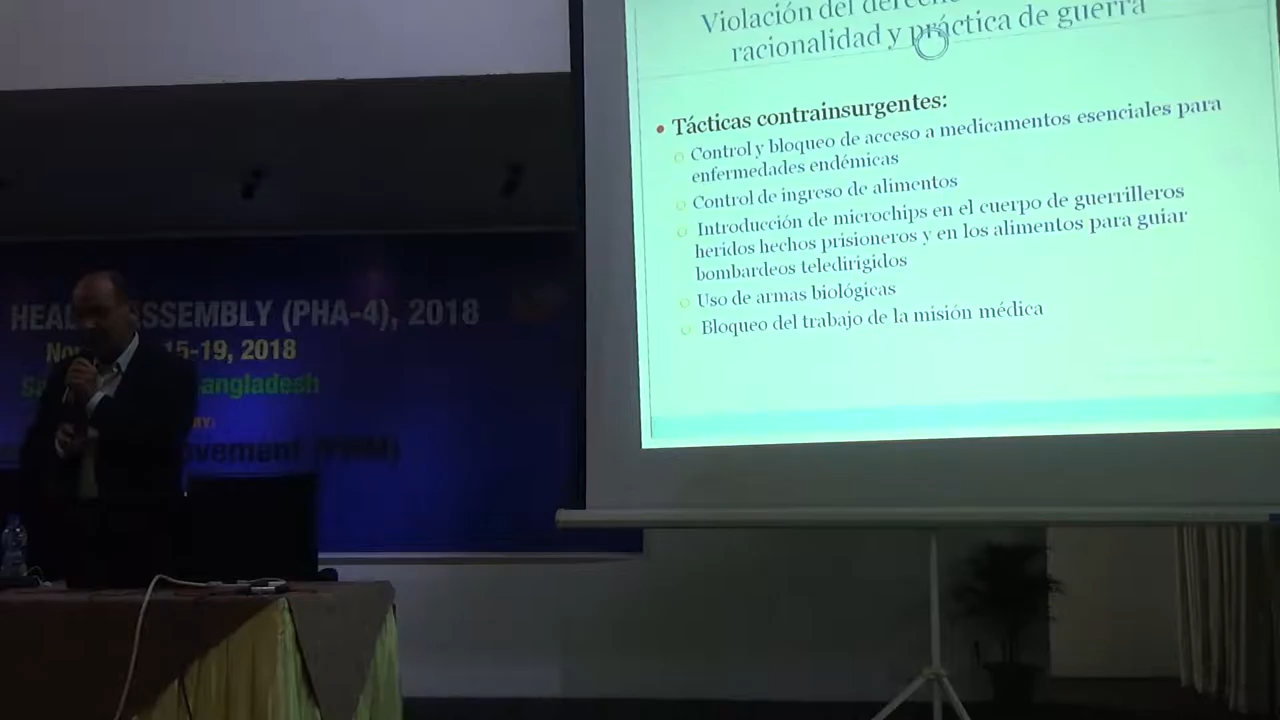 Violación del
racionalidad y práctica de guerra
Tácticas contrainsurgentes:
Control y bloqueo de acceso a medicamentos esenciales para
enfermedades endémicas
Control de ingreso de alimentos
Introducción de microchips en el cuerpo de guerrilleros
heridos hechos prisioneros y en los alimentos para guiar
bombardeos teledirigidos
Uso de armas biológicas
Bloqueo del trabajo de la misión médica
(PHA-4), 2018
15-19, 2018